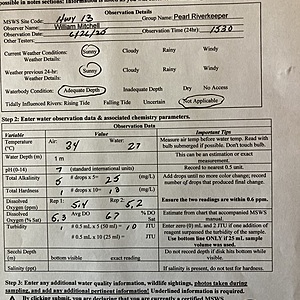 Observation Details
MSWS Site Code: Hwy 13 Group Name: Pearl Riverkeeper
Observer Name: William Mitchell
Observation Date: 6/26/20 Observation Time (24hr): 1530
Other Testers:
Current Weather Conditions: Sunny Cloudy Rainy Windy
Weather Details:
Weather previous 24-hr: Sunny Cloudy Rainy Windy
Weather Details:
Waterbody Condition: Adequate Depth Inadequate Depth Dry No Access
Tidally Influenced Rivers: Rising Tide Falling Tide Uncertain Not Applicable
Step 2: Enter water observation data & associated chemistry parameters.
Observation Data
Variable Value Important Tips
Temperature (°C) Air: 34 Water: 27 Measure air temp before water temp. Read with bulb submerged if possible. Don't touch bulb.
Water Depth (m) 1 m This can be an estimation or exact measurement.
pH (0-14) 7 (standard international units) Record to nearest 0.5 unit.
Total Alkalinity 5 # drops x 5= 25 (mg/L) Add drops until no more color change; record number of drops that produced final change.
Total Hardness 1 # drops x 10= (mg/L)
Dissolved Oxygen (ppm) Rep 1 5.4 Rep 2 5.2 Ensure the two readings are within 0.6 ppm.
Dissolved Oxygen (% Sat) 5.3 Avg DO 67 % DO Sat Estimate from chart accompanied MSWS manual.
Turbidity 1 # 0.5 mL x 5 (50 mL) = 10 JTU
# 0.5 mL x 10 (25 mL) = JTU Enter zero (0) mL and 2 JTU if one addition of reagent surpassed the turbidity of the sample. Use bottom line ONLY if 25 mL sample volume was used.
Secchi Disk (m) bottom visible exact reading Do not record depth if disk hits bottom while visible.
Salinity (ppt) If salinity is present, do not test for hardness.
Step 3: Enter any additional water quality information, wildlife sightings, photos taken during sampling, and add any additional pertinent information! Underlined information is required.
By clicking submit, you are declaring that you are currently a certified MSWS